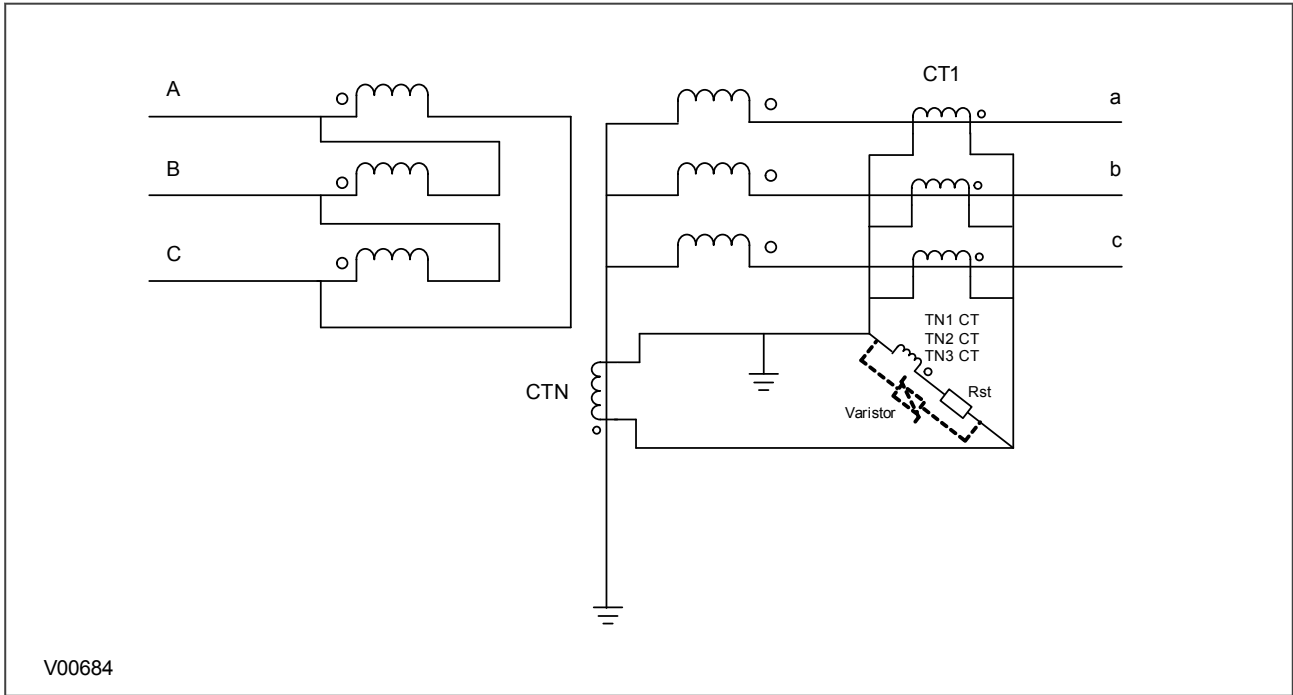 CT1
A
a
B
b
C
c
TN1 CT
TN2 CT
TN3 CT
CTN
Rst
Varistor
V00684